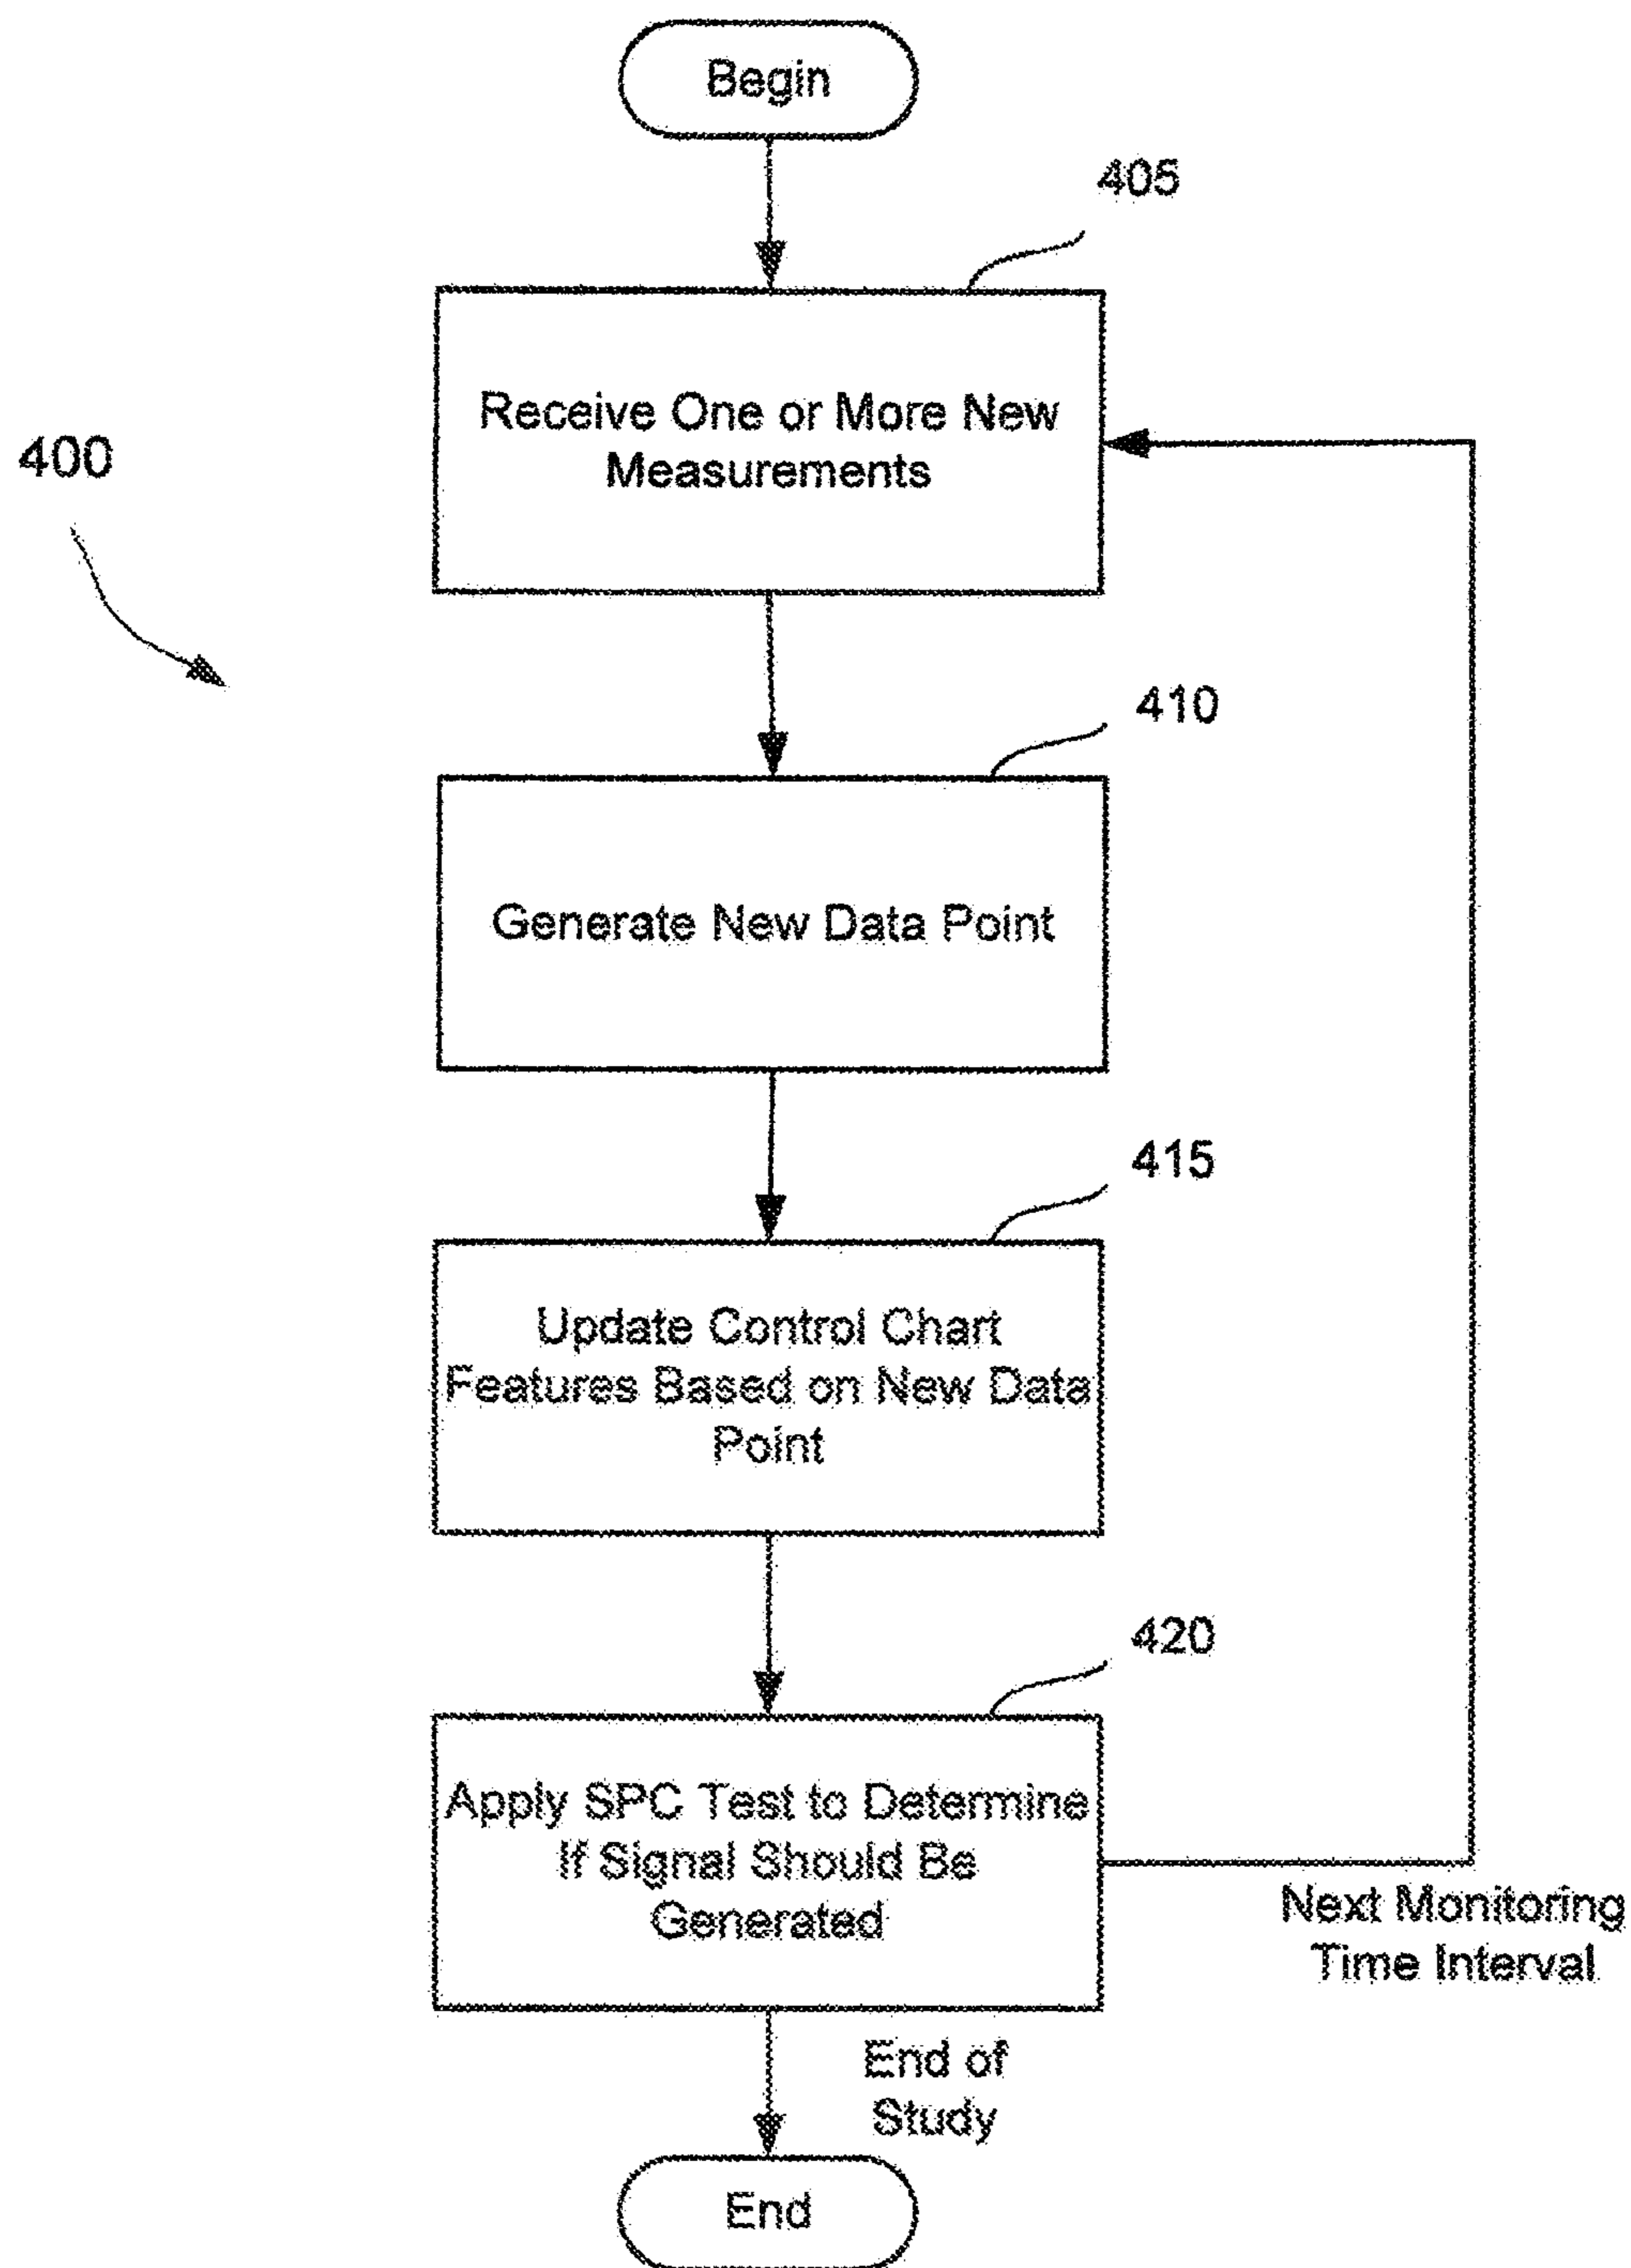 Begin
405
Receive One or More New
Measurements
400
410
Generate New Data Point
415
Update Control Chart
Features Based on New Data
Point
420
Apply SPC Test to Determine
If Signal Should Be
Generated
Next Monitoring
Time Interval
End of
Study
End